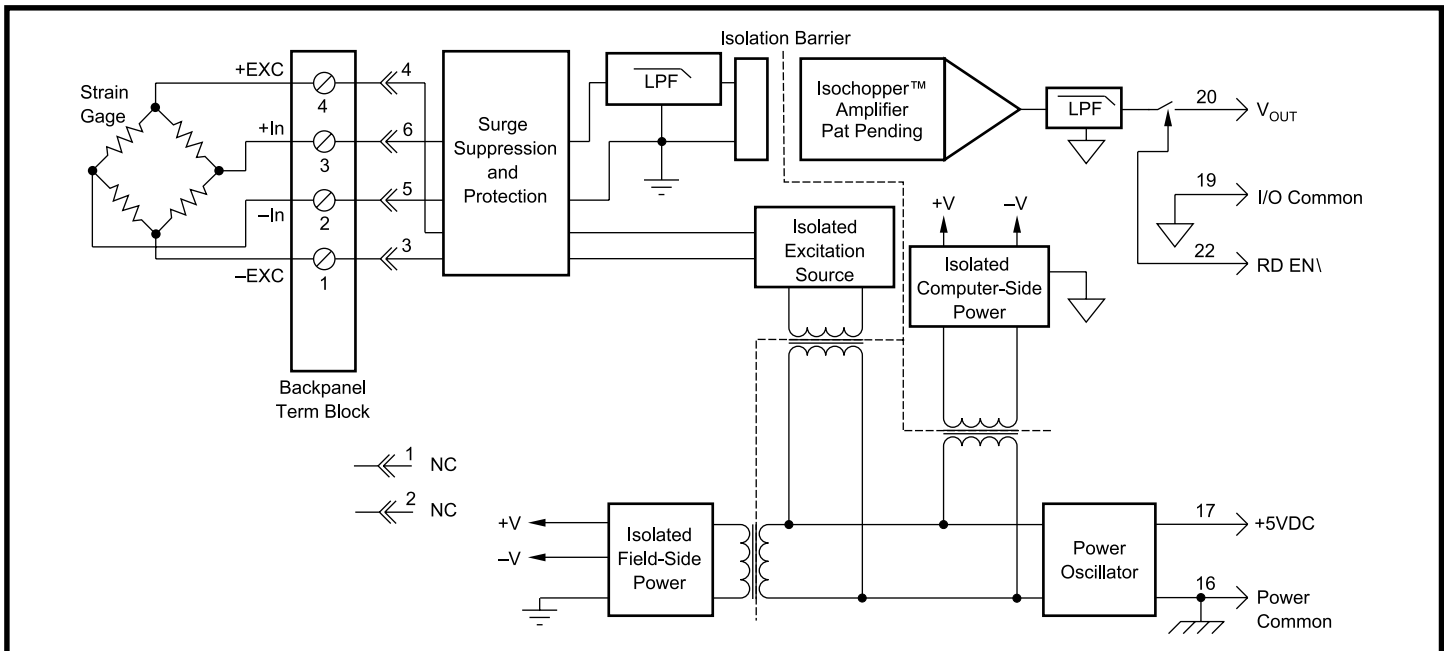 Strain
Gage
+EXC
4
4
+In
3
6
–In
2
5
–EXC
1
3
Backpanel
Term Block
1 NC
2 NC
Surge
Suppression
and
Protection
LPF
Isolation Barrier
Isochopper™
Amplifier
Pat Pending
LPF
20
VOUT
19
I/O Common
22
RD EN\
Isolated
Excitation
Source
+V
–V
Isolated
Computer-Side
Power
+V
–V
Isolated
Field-Side
Power
Power
Oscillator
17
+5VDC
16
Power
Common